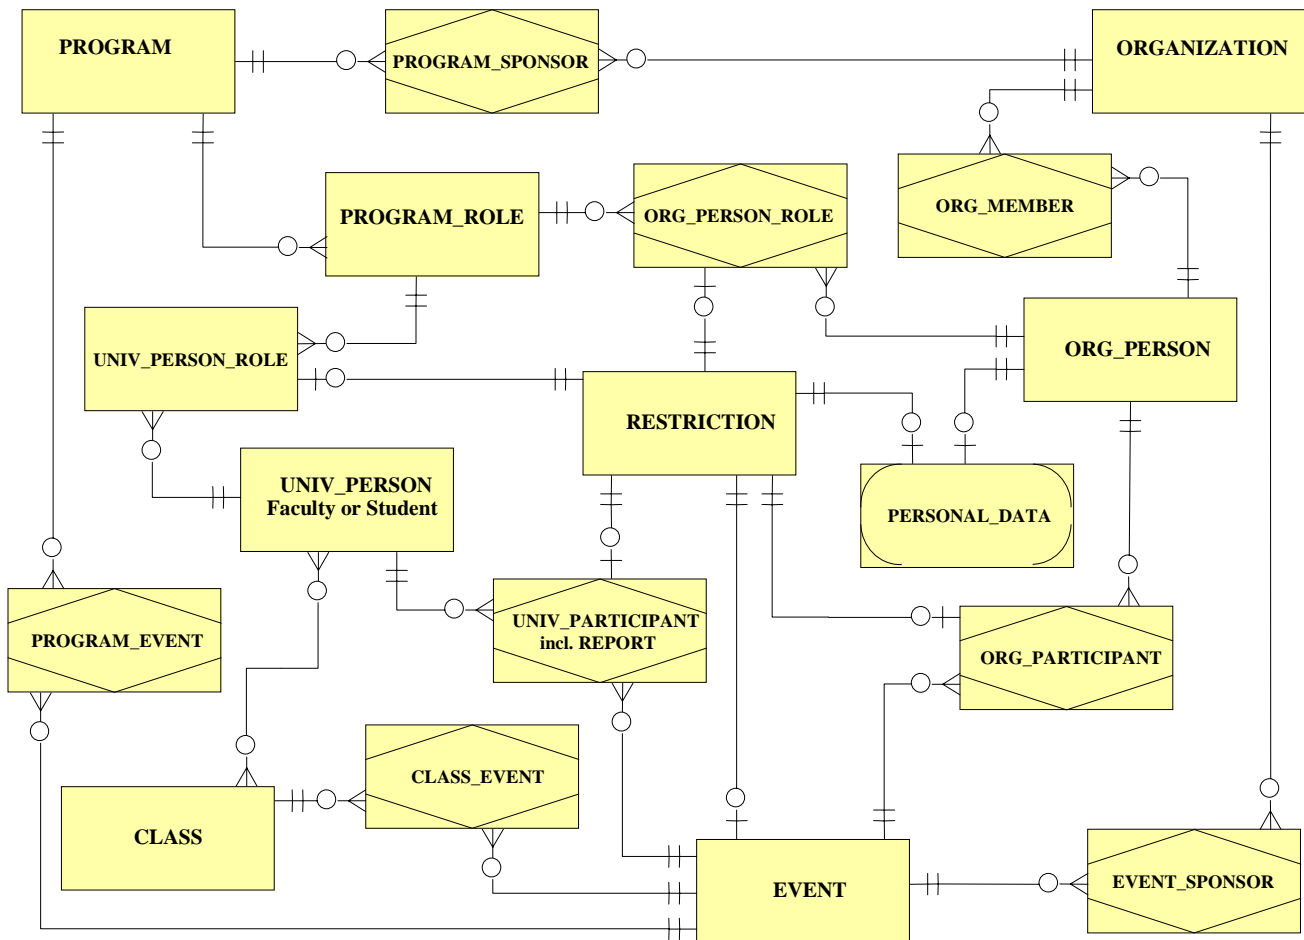 PROGRAM
PROGRAM_SPONSOR
ORGANIZATION
PROGRAM_ROLE
ORG_PERSON_ROLE
ORG_MEMBER
UNIV_PERSON_ROLE
ORG_PERSON
RESTRICTION
UNIV_PERSON
Faculty or Student
PERSONAL_DATA
PROGRAM_EVENT
UNIV_PARTICIPANT
incl. REPORT
ORG_PARTICIPANT
CLASS_EVENT
CLASS
EVENT
EVENT_SPONSOR